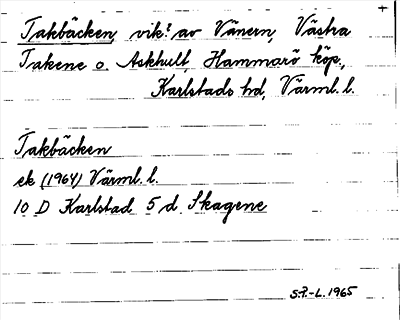 Takbäcken, vik? av Vänern, Västra
Takene o. Askhult, Hammarö köp.,
Karlstads hd, Värml. l.
Takbäcken
ek (1964) Värml. l.
10 D Karlstad 5 d Skagene
S.P.-L. 1965